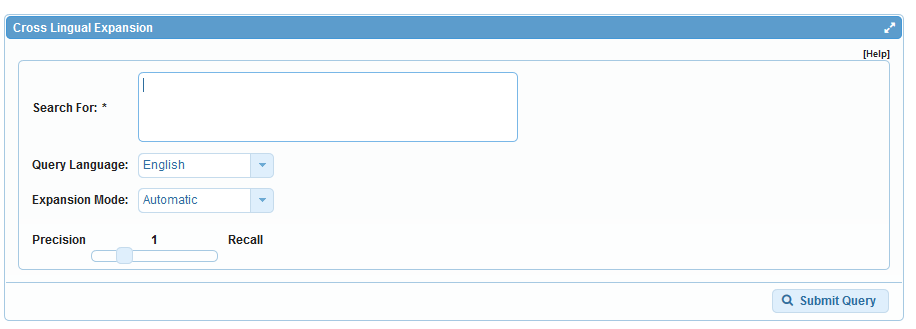 Cross Lingual Expansion
[Help]
Search For: *
Query Language: English
Expansion Mode: Automatic
Precision 1 Recall
Submit Query